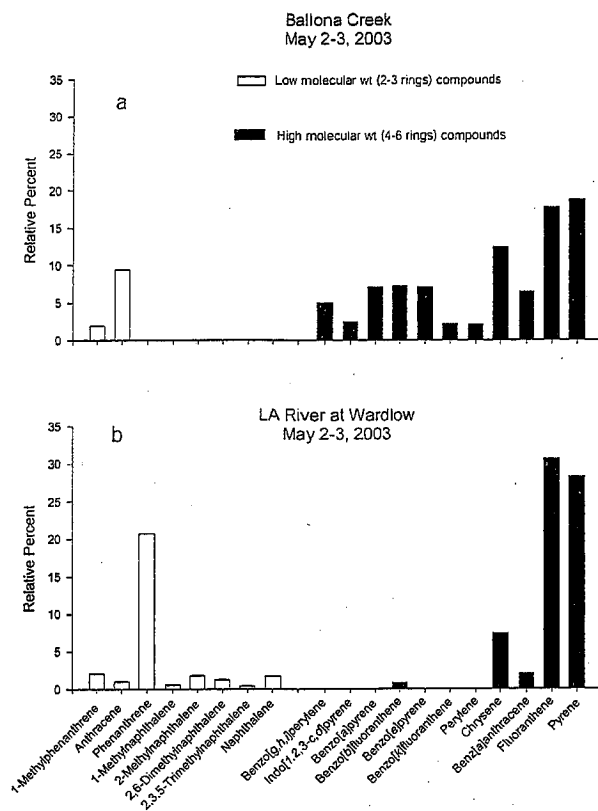 Ballona Creek
May 2-3, 2003
35
30
25
20
15
10
5
0
Relative Percent
a
Low molecular wt (2-3 rings) compounds
High molecular wt (4-6 rings) compounds
LA River at Wardlow
May 2-3, 2003
35
30
25
20
15
10
5
0
Relative Percent
b
1-Methylphenanthrene
Anthracene
Phenanthrene
1-Methylnaphthalene
2-Methylnaphthalene
2,6-Dimethylnaphthalene
2,3,5-Trimethylnaphthalene
Naphthalene
Benzo[g,h,i]perylene
Indo[1,2,3-c,d]pyrene
Benzo[a]pyrene
Benzo[b]fluoranthene
Benzo[e]pyrene
Benzo[k]fluoranthene
Perylene
Chrysene
Benz[a]anthracene
Fluoranthene
Pyrene